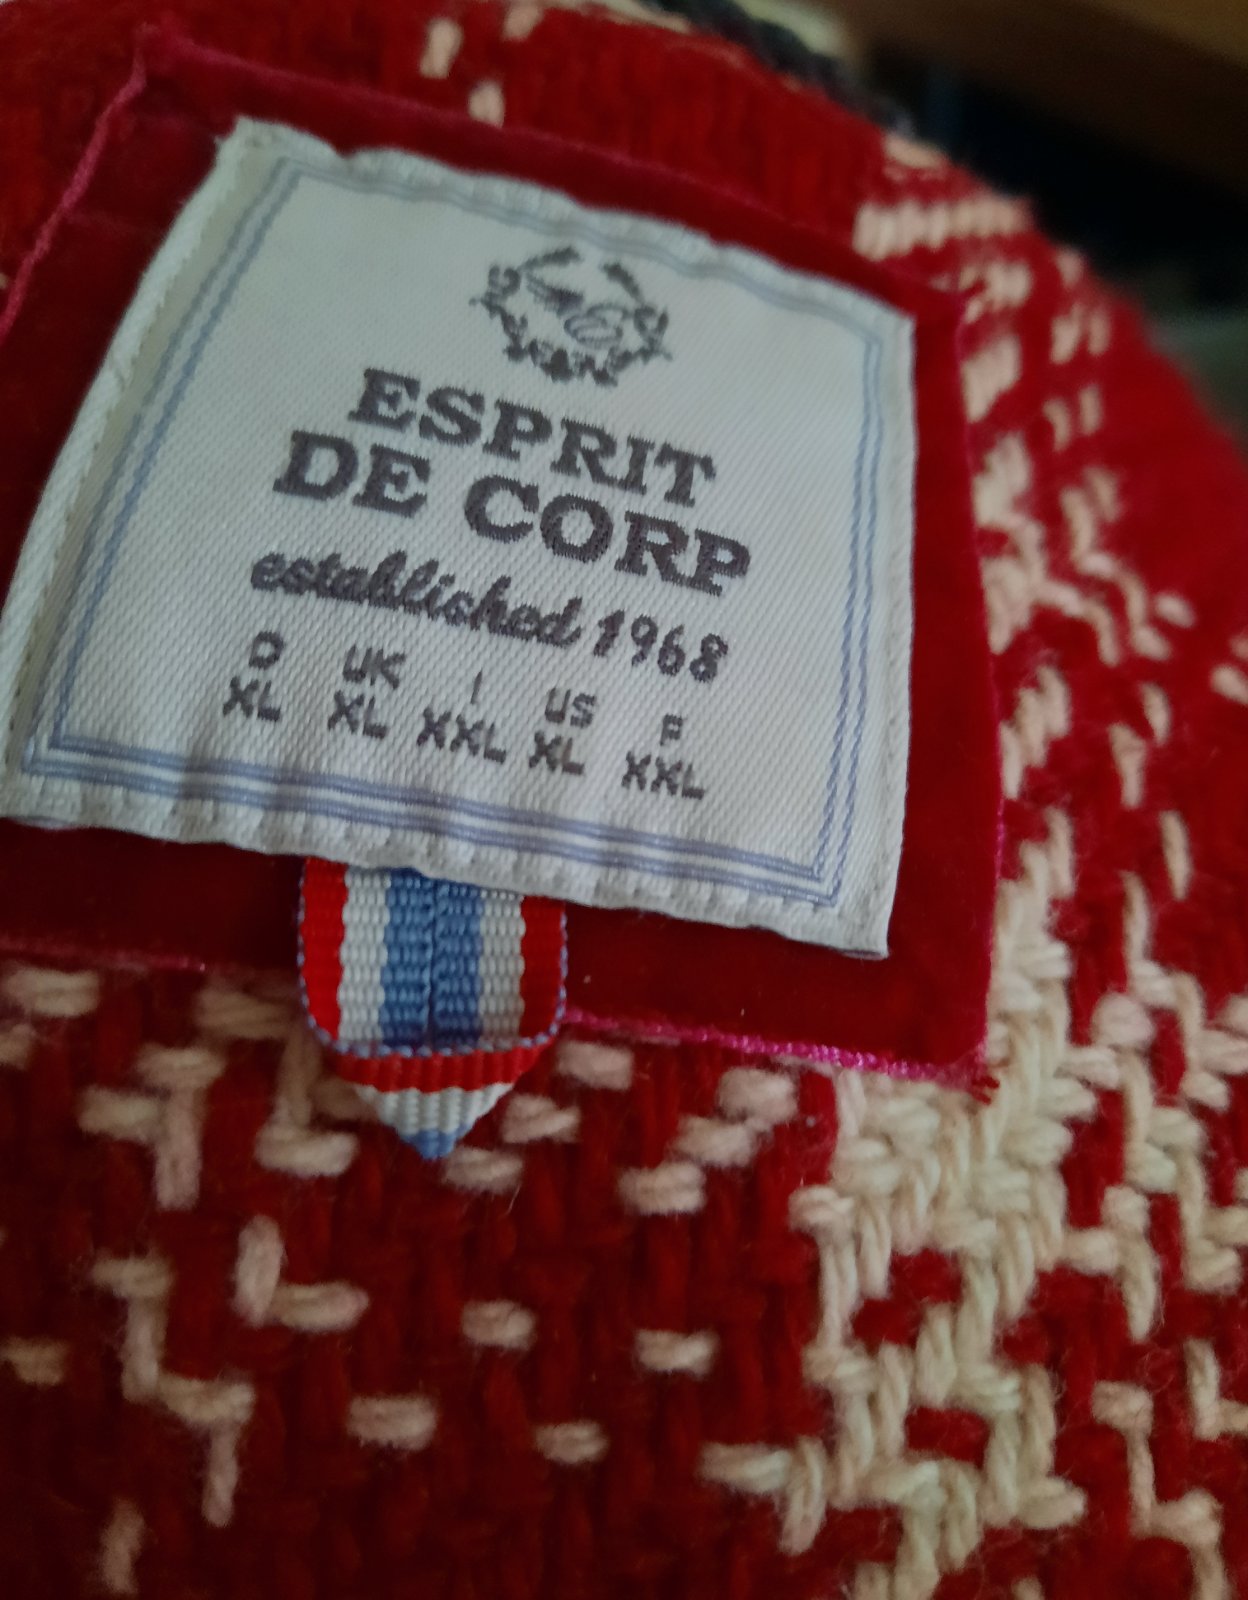 ESPRIT
DE CORP
established 1968
D UK I US F
XL XL XXL XL XXL